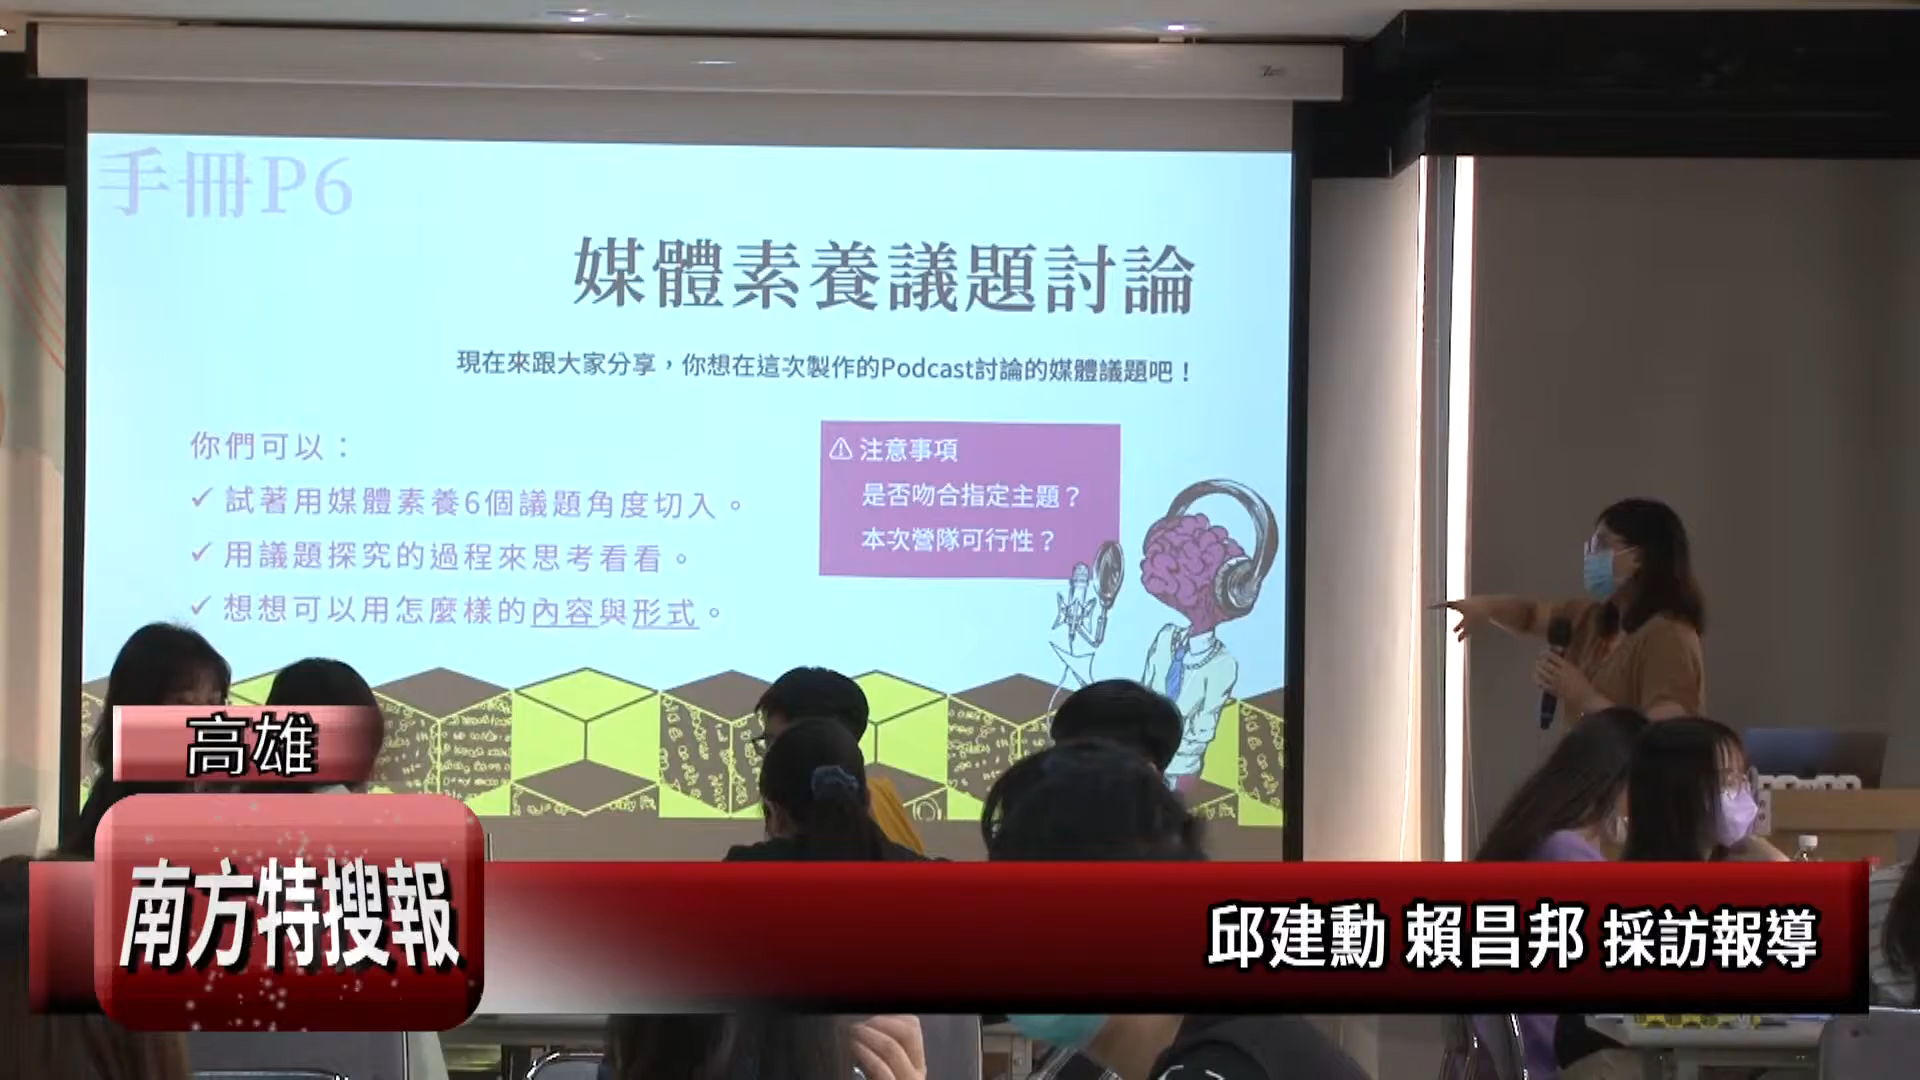 手冊P6
媒體素養議題討論
現在來跟大家分享，你想在這次製作的Podcast討論的媒體議題吧！
你們可以：
✓ 試著用媒體素養6個議題角度切入。
✓ 用議題探究的過程來思考看看。
✓ 想想可以用怎麼樣的內容與形式。
⚠ 注意事項
是否吻合指定主題？
本次營隊可行性？
高雄
南方特搜報
邱建勳 賴昌邦 採訪報導